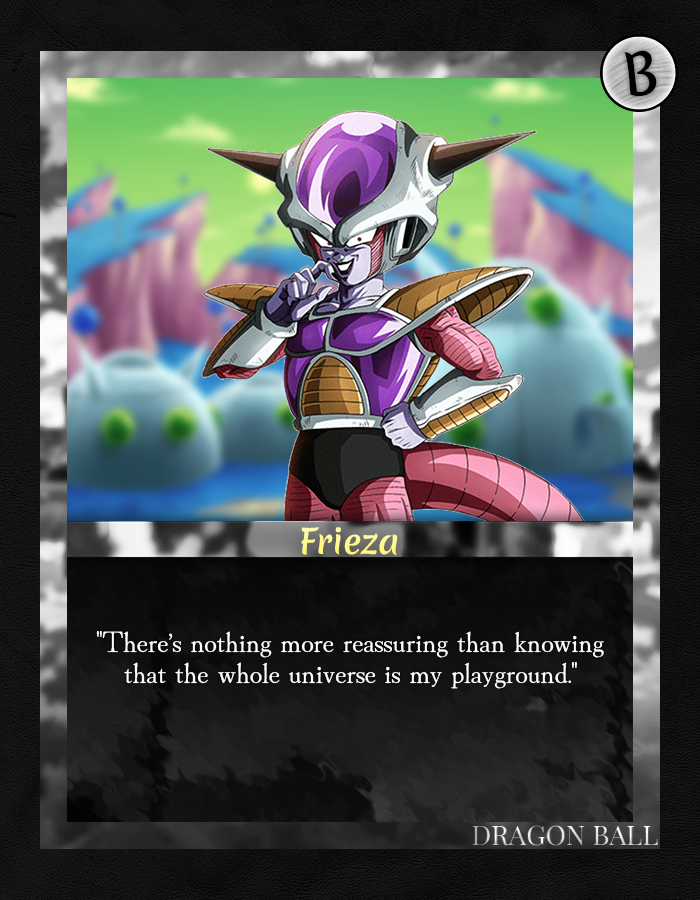 B
Frieza
"There's nothing more reassuring than knowing
that the whole universe is my playground."
DRAGON BALL